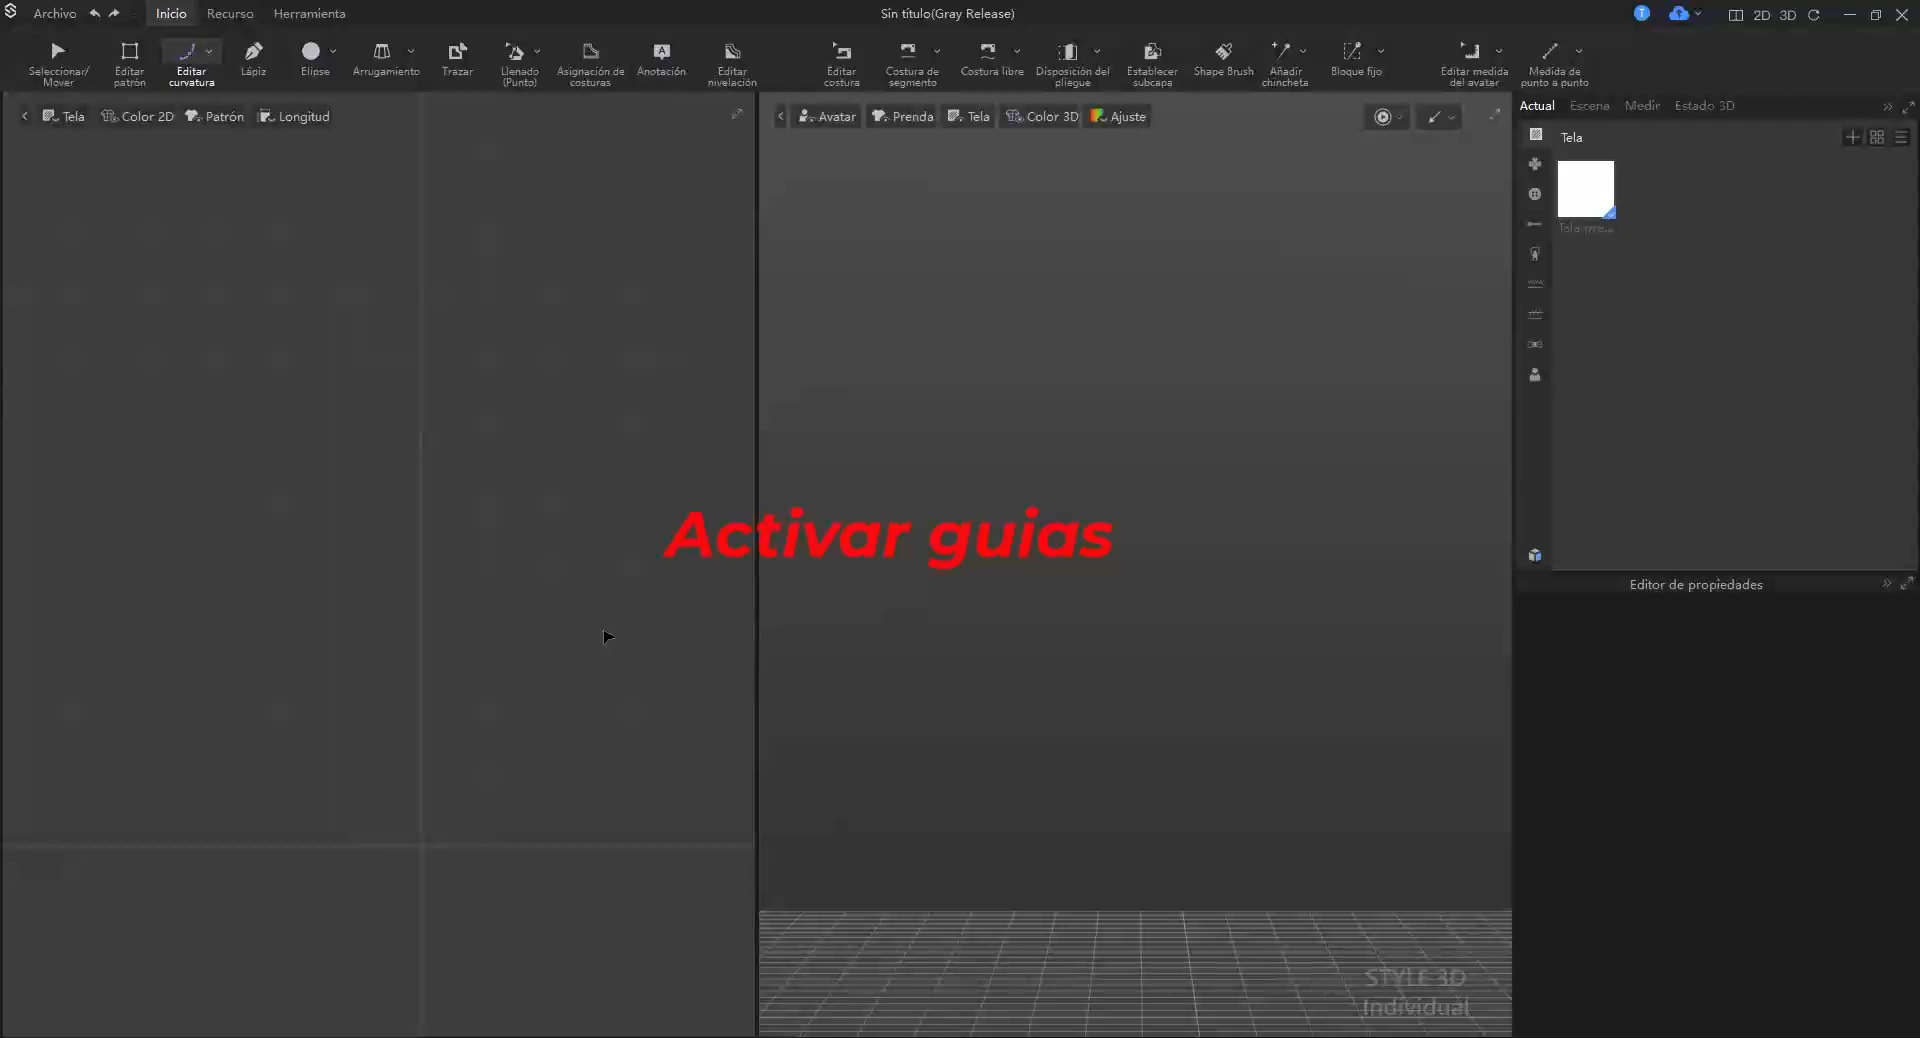 Archivo Inicio Recurso Herramienta Sin título(Gray Release) T 2D 3D
Seleccionar/ Mover
Editar patrón
Editar curvatura
Lápiz
Elipse
Arrugamiento
Trazar
Llenado (Punto)
Asignación de costuras
Anotación
Editar nivelación
Editar costura
Costura de segmento
Costura libre
Disposición del pliegue
Establecer subcapa
Shape Brush
Añadir chincheta
Bloque fijo
Editar medida del avatar
Medida de punto a punto
Tela Color 2D Patrón Longitud
Avatar Prenda Tela Color 3D Ajuste
Actual Escena Medir Estado 3D
Tela
Tela pre...
Activar guias
Editor de propiedades
STYLE 3D
Individual